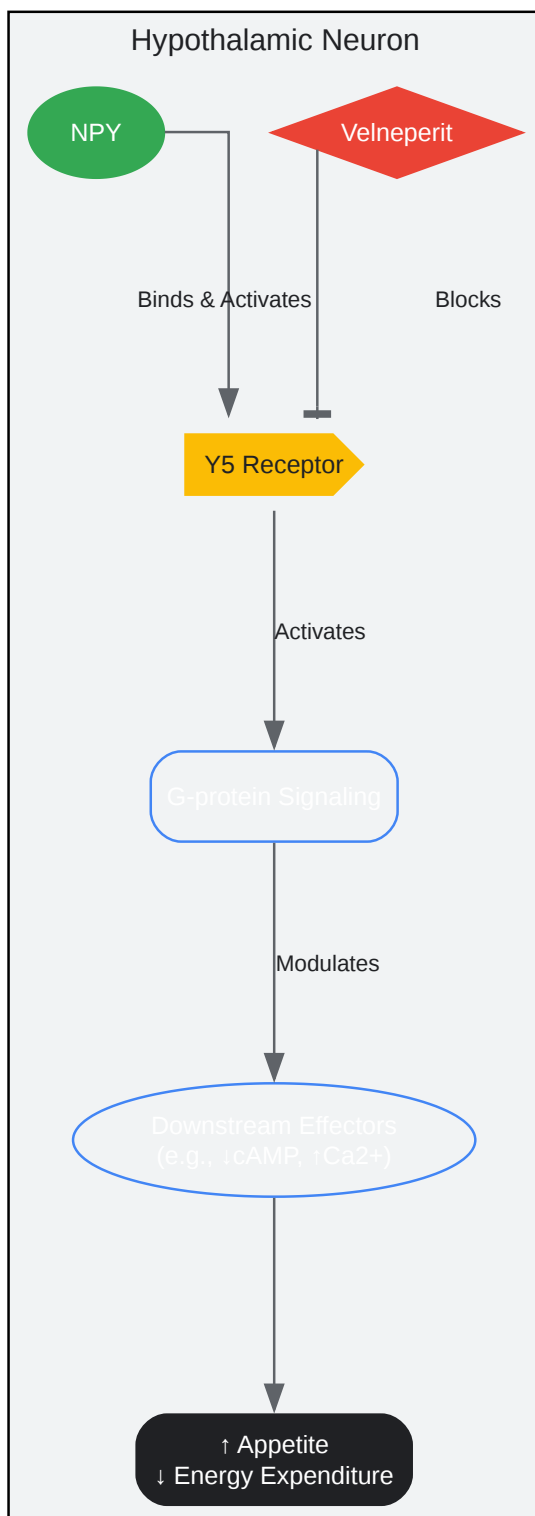 Hypothalamic Neuron
NPY
Velneperit
Binds & Activates
Blocks
Y5 Receptor
Activates
G-protein Signaling
Modulates
Downstream Effectors
(e.g., ↓cAMP, ↑Ca2+)
↑ Appetite
↓ Energy Expenditure